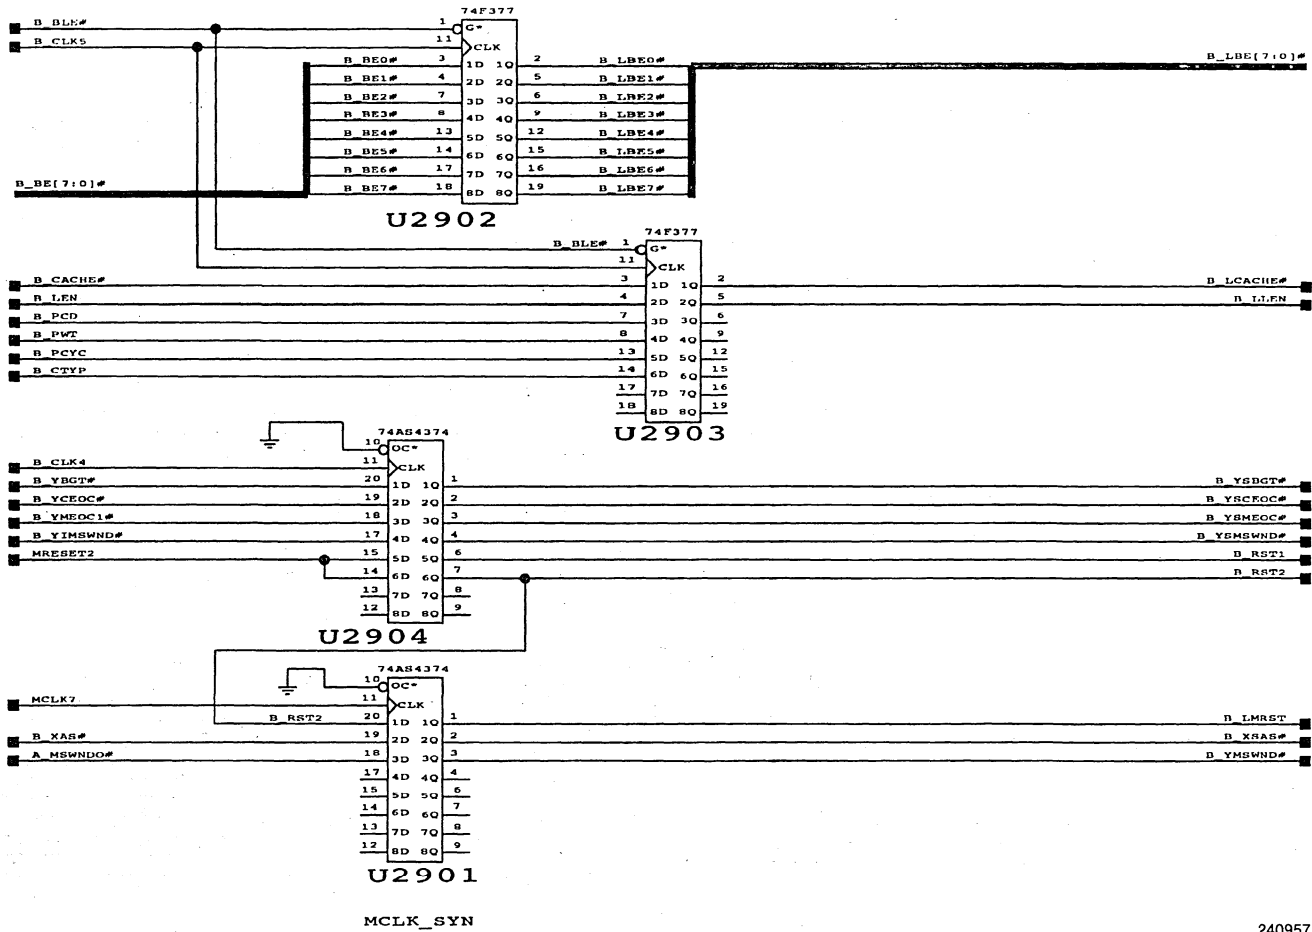 74F377
B_BLE# 1 G*
B_CLK5 11 CLK
B_BE0# 3 1D 1Q 2 B_LBE0# B_LBE[7:0]#
B_BE1# 4 2D 2Q 5 B_LBE1#
B_BE2# 7 3D 3Q 6 B_LBE2#
B_BE3# 8 4D 4Q 9 B_LBE3#
B_BE4# 13 5D 5Q 12 B_LBE4#
B_BE5# 14 6D 6Q 15 B_LBE5#
B_BE6# 17 7D 7Q 16 B_LBE6#
B_BE[7:0]# B_BE7# 18 8D 8Q 19 B_LBE7#
U2902
74F377
B_BLE# 1 G*
11 CLK
B_CACHE# 3 1D 1Q 2 B_LCACHE#
B_LEN 4 2D 2Q 5 B_LLEN
B_PCD 7 3D 3Q 6
B_PWT 8 4D 4Q 9
B_PCYC 13 5D 5Q 12
B_CTYP 14 6D 6Q 15
17 7D 7Q 16
18 8D 8Q 19
U2903
74AS4374
10 OC*
B_CLK4 11 CLK
B_YBGT# 20 1D 1Q 1 B_YSBGT#
B_YCEOC# 19 2D 2Q 2 B_YSCEOC#
B_YMEOC1# 18 3D 3Q 3 B_YSMEOC#
B_YIMSWND# 17 4D 4Q 4 B_YSMSWND#
MRESET2 15 5D 5Q 6 B_RST1
14 6D 6Q 7 B_RST2
13 7D 7Q 8
12 8D 8Q 9
U2904
74AS4374
10 OC*
MCLK7 11 CLK
B_RST2 20 1D 1Q 1 B_LMRST
B_XAS# 19 2D 2Q 2 B_XSAS#
A_MSWNDO# 18 3D 3Q 3 B_YMSWND#
17 4D 4Q 4
15 5D 5Q 6
14 6D 6Q 7
13 7D 7Q 8
12 8D 8Q 9
U2901
MCLK_SYN
240957